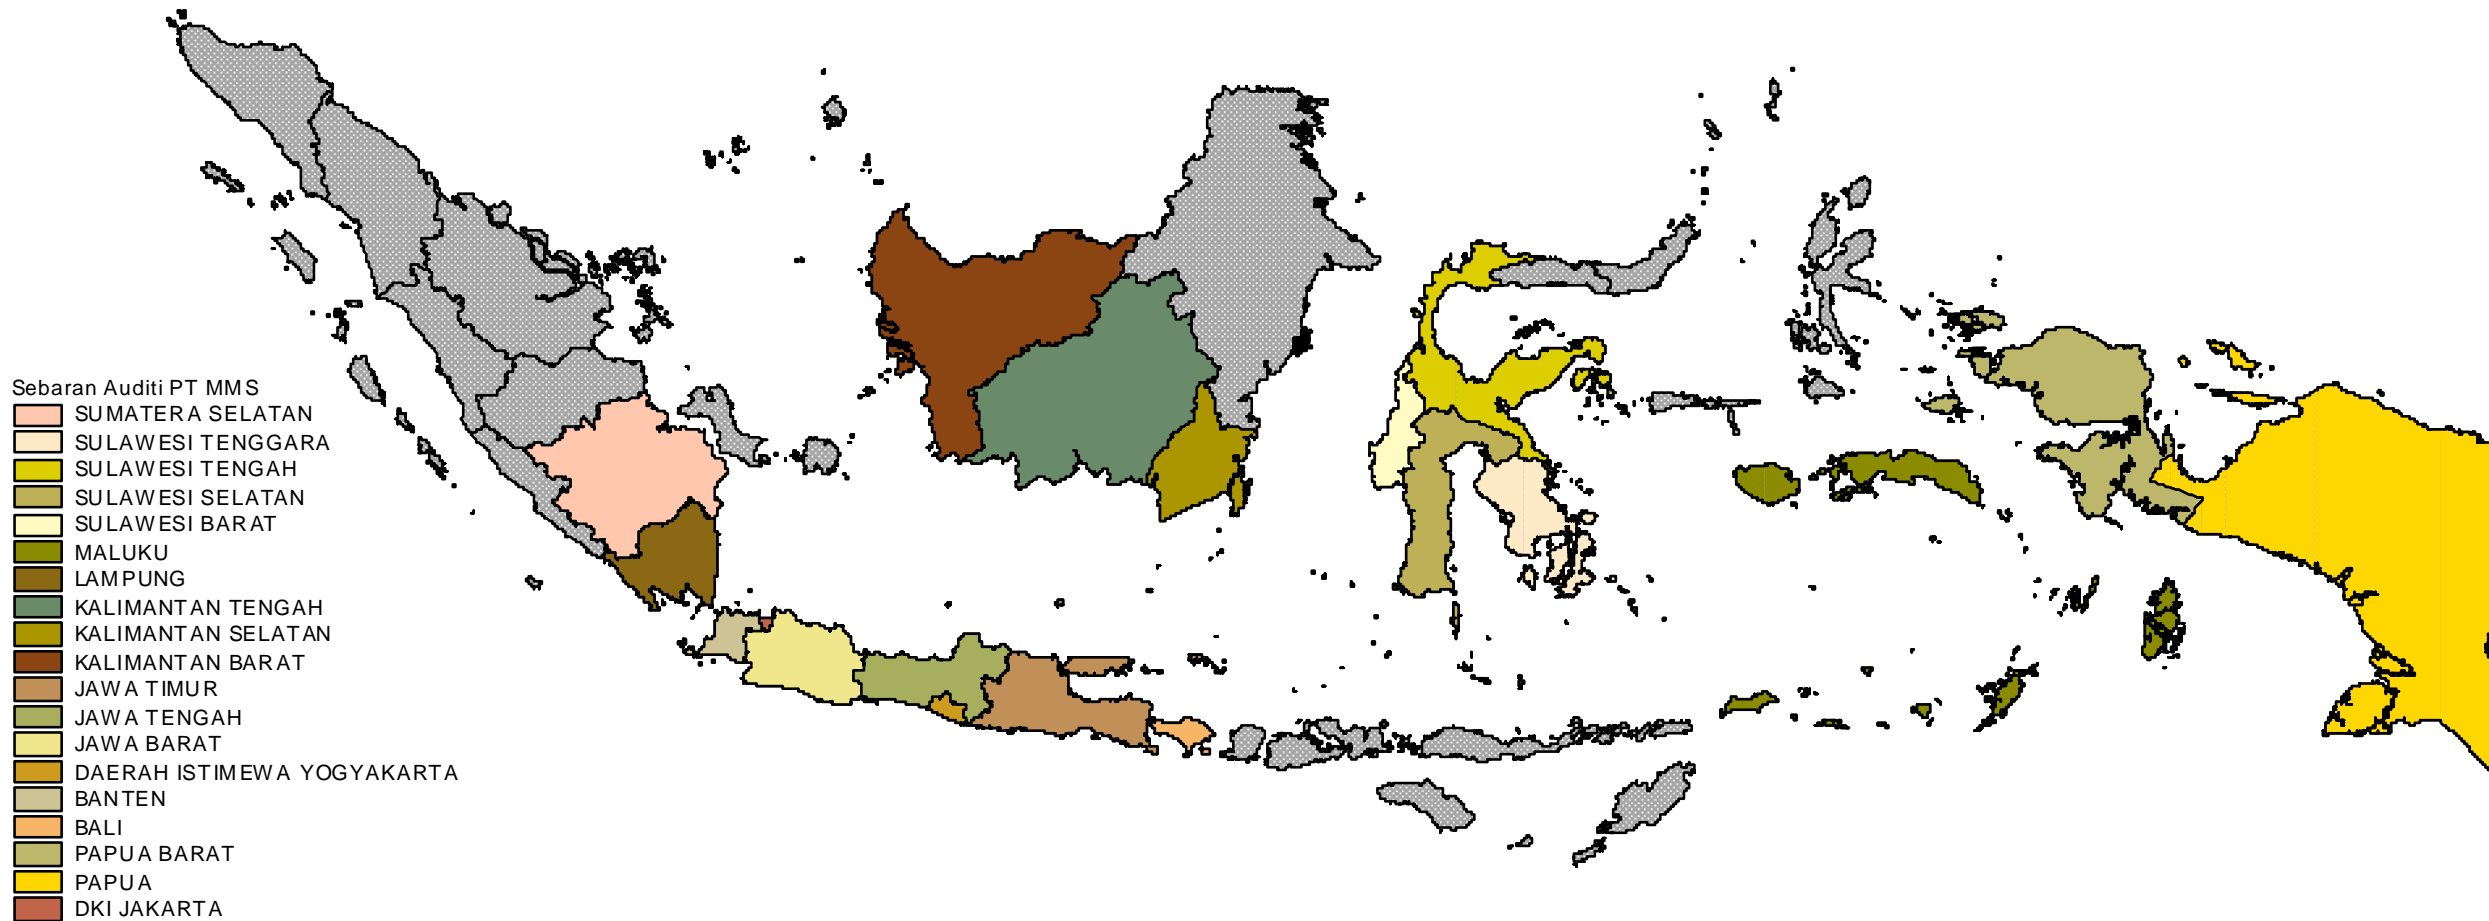 Sebaran Auditi PT MMS
SUMATERA SELATAN
SULAWESI TENGGARA
SULAWESI TENGAH
SULAWESI SELATAN
SULAWESI BARAT
MALUKU
LAMPUNG
KALIMANTAN TENGAH
KALIMANTAN SELATAN
KALIMANTAN BARAT
JAWA TIMUR
JAWA TENGAH
JAWA BARAT
DAERAH ISTIMEWA YOGYAKARTA
BANTEN
BALI
PAPUA BARAT
PAPUA
DKI JAKARTA